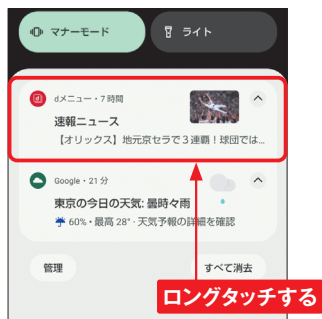 マナーモード
ライト
dメニュー・7 時間
速報ニュース
【オリックス】地元京セラで3連覇！球団では...
Google・21 分
東京の今日の天気: 曇時々雨
60%・最高 28°・天気予報の詳細を確認
管理
すべて消去
ロングタッチする